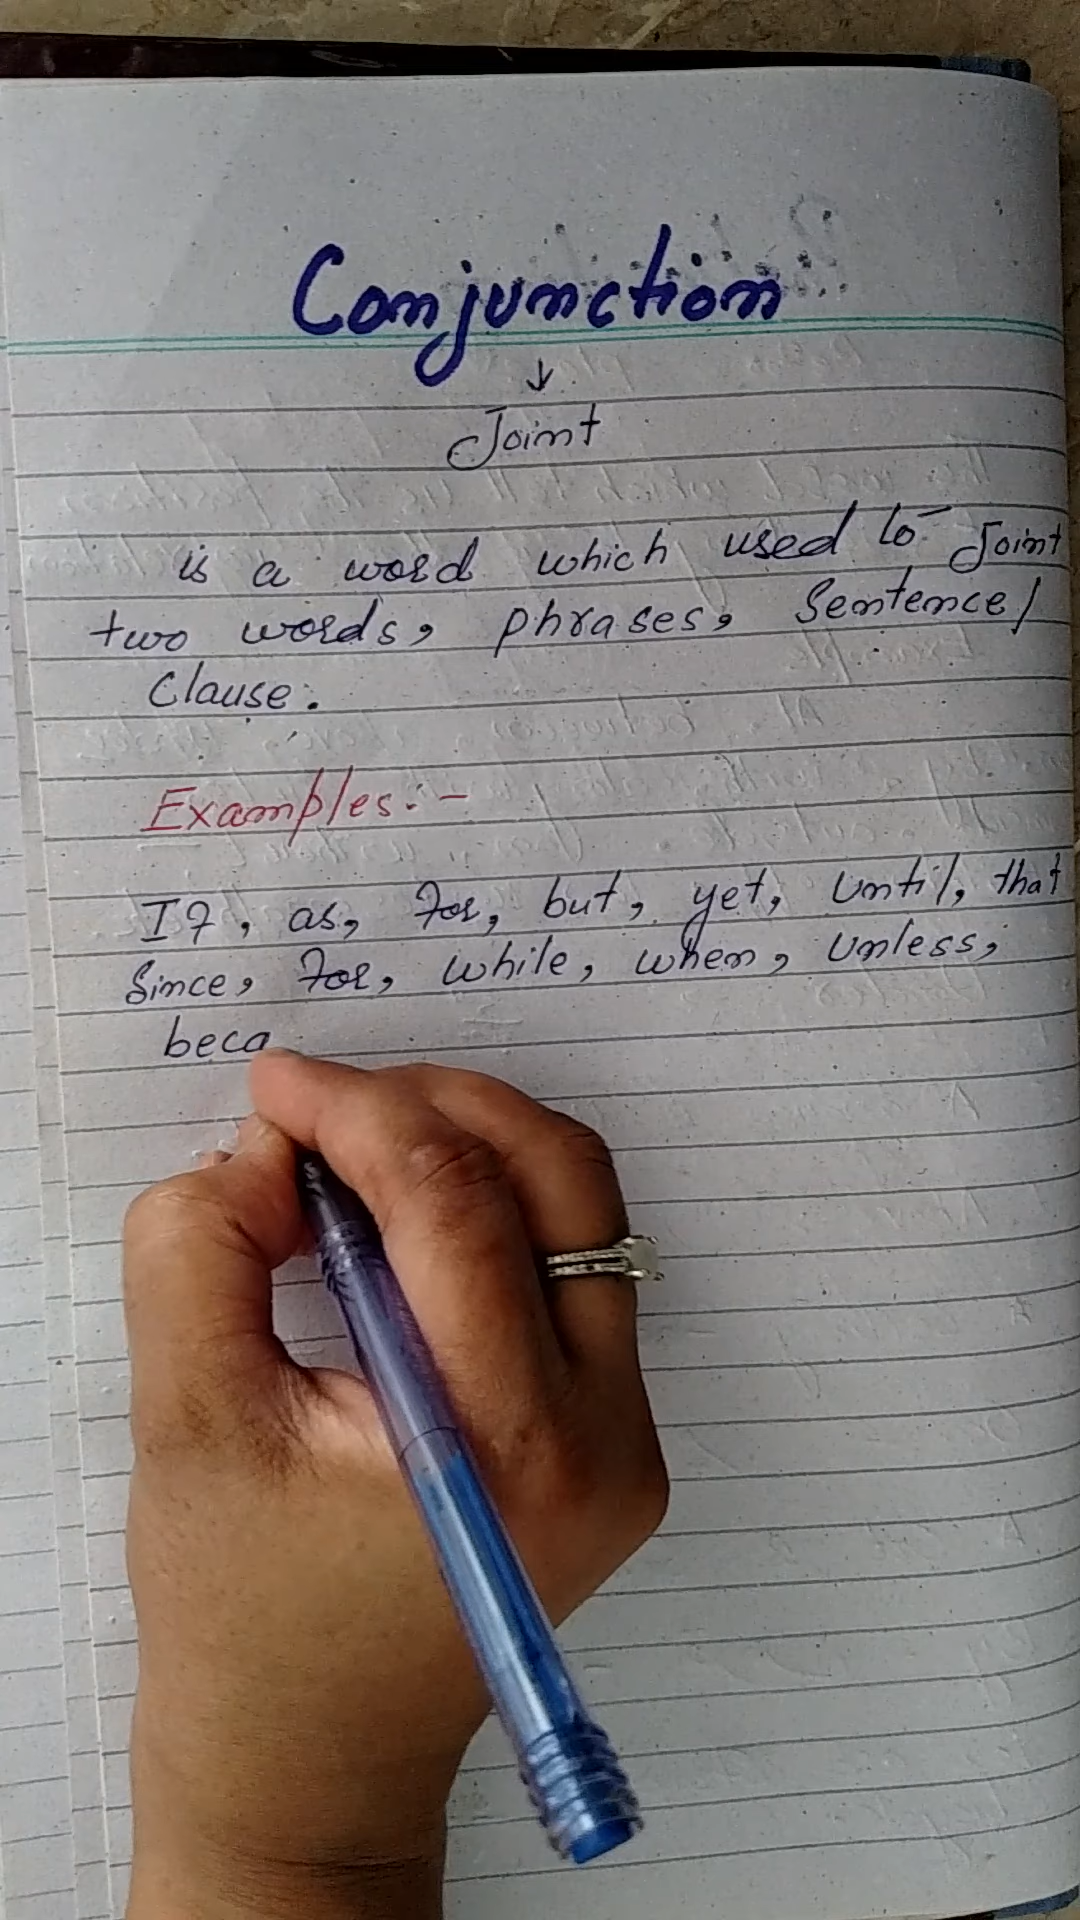 Conjunction
↓
Joint
is a word which used to Joint
two words, phrases, Sentence/
Clause.
Examples:-
If, as, for, but, yet, until, that
Since, for, while, when, unless,
beca